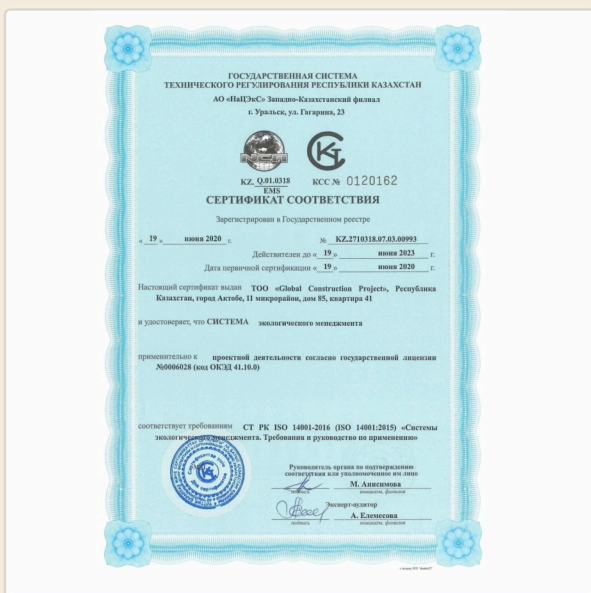 ГОСУДАРСТВЕННАЯ СИСТЕМА
ТЕХНИЧЕСКОГО РЕГУЛИРОВАНИЯ РЕСПУБЛИКИ КАЗАХСТАН
АО «НаЦЭкС» Западно-Казахстанский филиал
г. Уральск, ул. Гагарина, 23
KZ. Q.01.0318
EMS
КСС № 0120162
СЕРТИФИКАТ СООТВЕТСТВИЯ
Зарегистрирован в Государственном реестре
« 19 » июня 2020 г. № KZ.2710318.07.03.00993
Действителен до « 19 » июня 2023 г.
Дата первичной сертификации « 19 » июня 2020 г.
Настоящий сертификат выдан ТОО «Global Construction Project», Республика
Казахстан, город Актобе, 11 микрорайон, дом 85, квартира 41
и удостоверяет, что СИСТЕМА экологического менеджмента
применительно к проектной деятельности согласно государственной лицензии
№0006028 (код ОКЭД 41.10.0)
соответствует требованиям СТ РК ISO 14001-2016 (ISO 14001:2015) «Системы
экологического менеджмента. Требования и руководство по применению»
Руководитель органа по подтверждению
соответствия или уполномоченное им лицо
М. Анисимова
подпись инициалы, фамилия
Эксперт-аудитор
А. Елемесова
подпись инициалы, фамилия